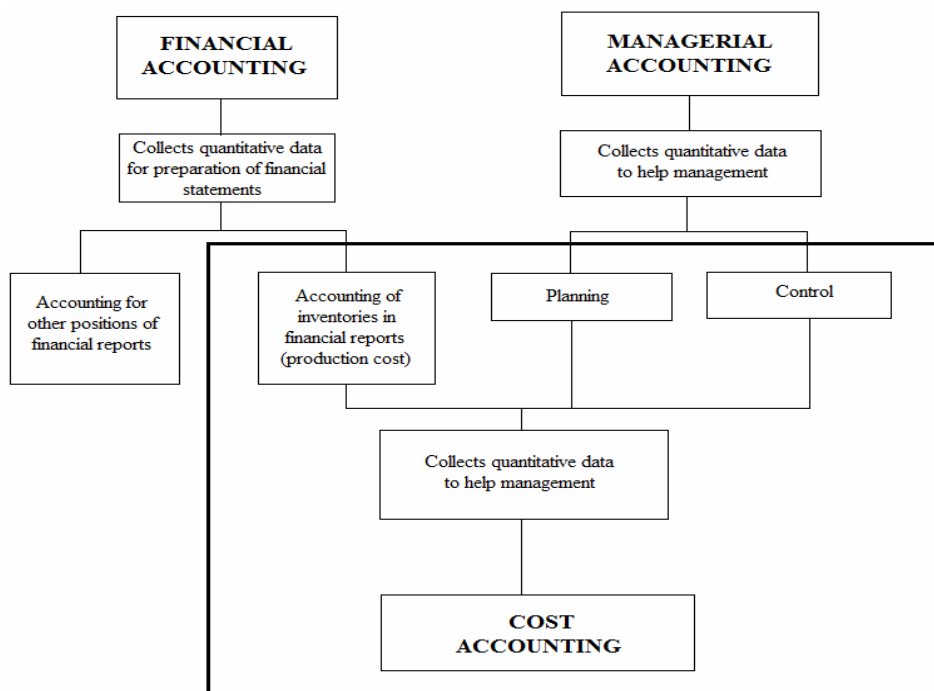 FINANCIAL
ACCOUNTING
MANAGERIAL
ACCOUNTING
Collects quantitative data
for preparation of financial
statements
Collects quantitative data
to help management
Accounting for
other positions of
financial reports
Accounting of
inventories in
financial reports
(production cost)
Planning
Control
Collects quantitative data
to help management
COST
ACCOUNTING